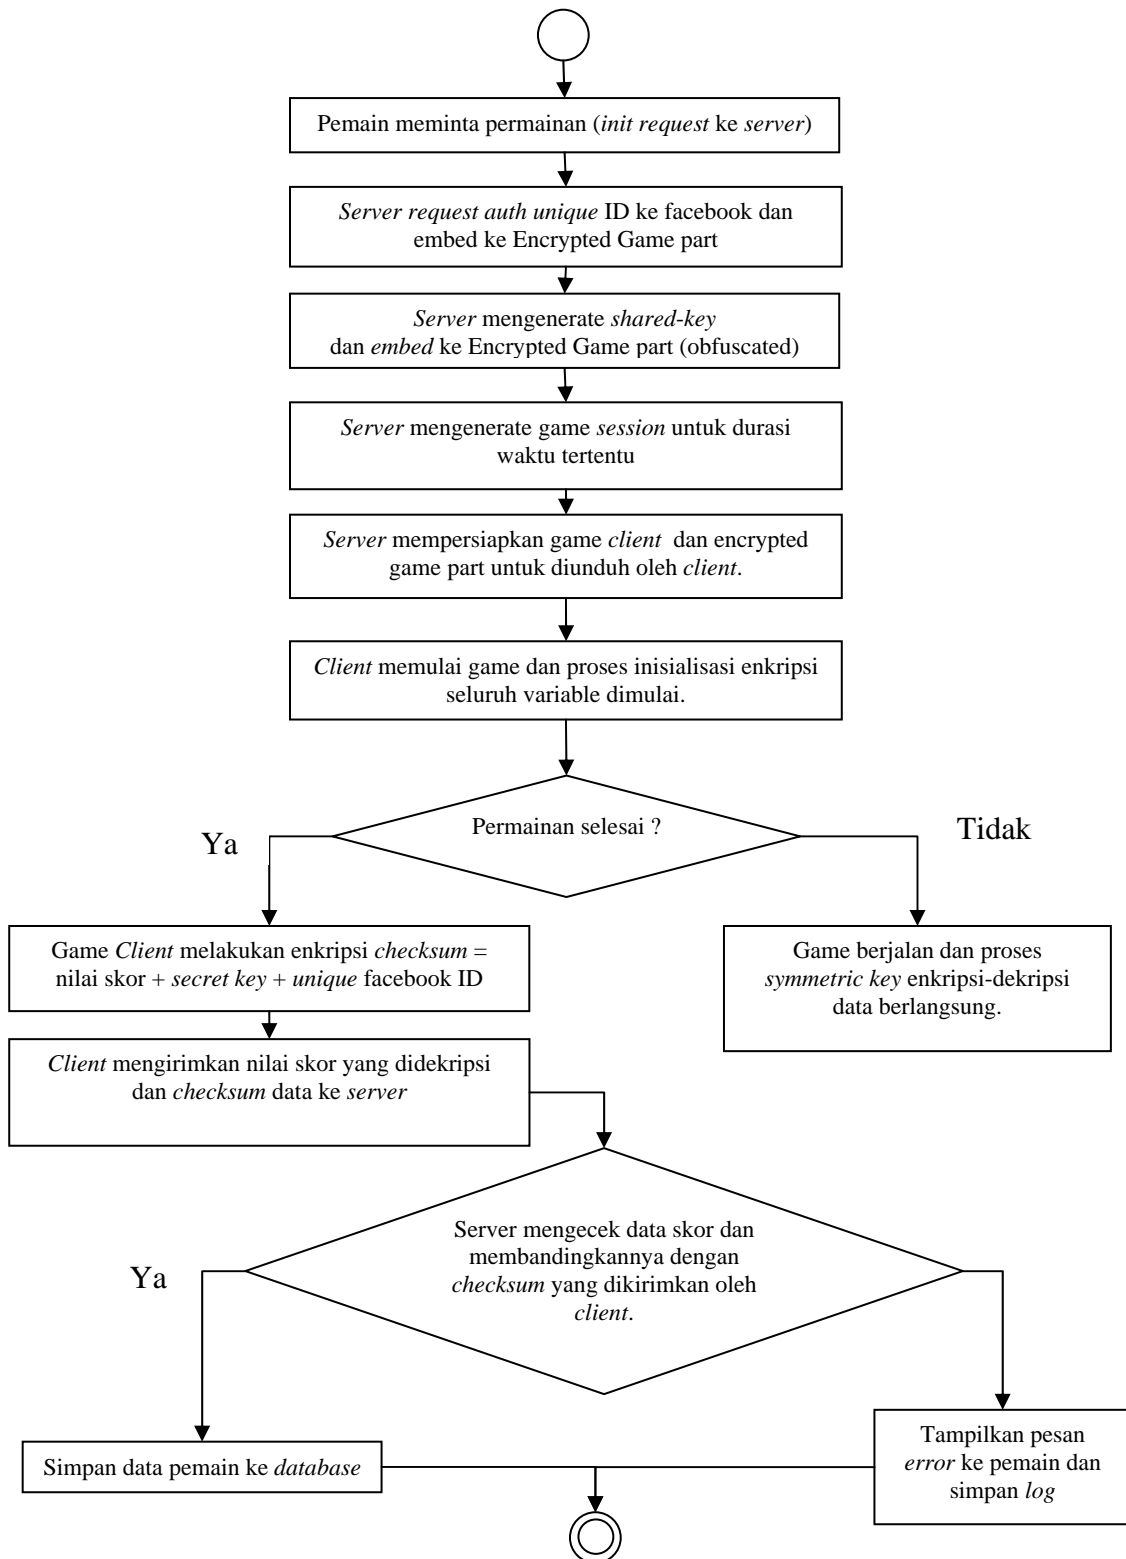 Pemain meminta permainan (init request ke server)
Server request auth unique ID ke facebook dan
embed ke Encrypted Game part
Server mengenerate shared-key
dan embed ke Encrypted Game part (obfuscated)
Server mengenerate game session untuk durasi
waktu tertentu
Server mempersiapkan game client dan encrypted
game part untuk diunduh oleh client.
Client memulai game dan proses inisialisasi enkripsi
seluruh variable dimulai.
Permainan selesai ?
Ya
Tidak
Game Client melakukan enkripsi checksum =
nilai skor + secret key + unique facebook ID
Game berjalan dan proses
symmetric key enkripsi-dekripsi
data berlangsung.
Client mengirimkan nilai skor yang didekripsi
dan checksum data ke server
Server mengecek data skor dan
membandingkannya dengan
checksum yang dikirimkan oleh
client.
Ya
Simpan data pemain ke database
Tampilkan pesan
error ke pemain dan
simpan log